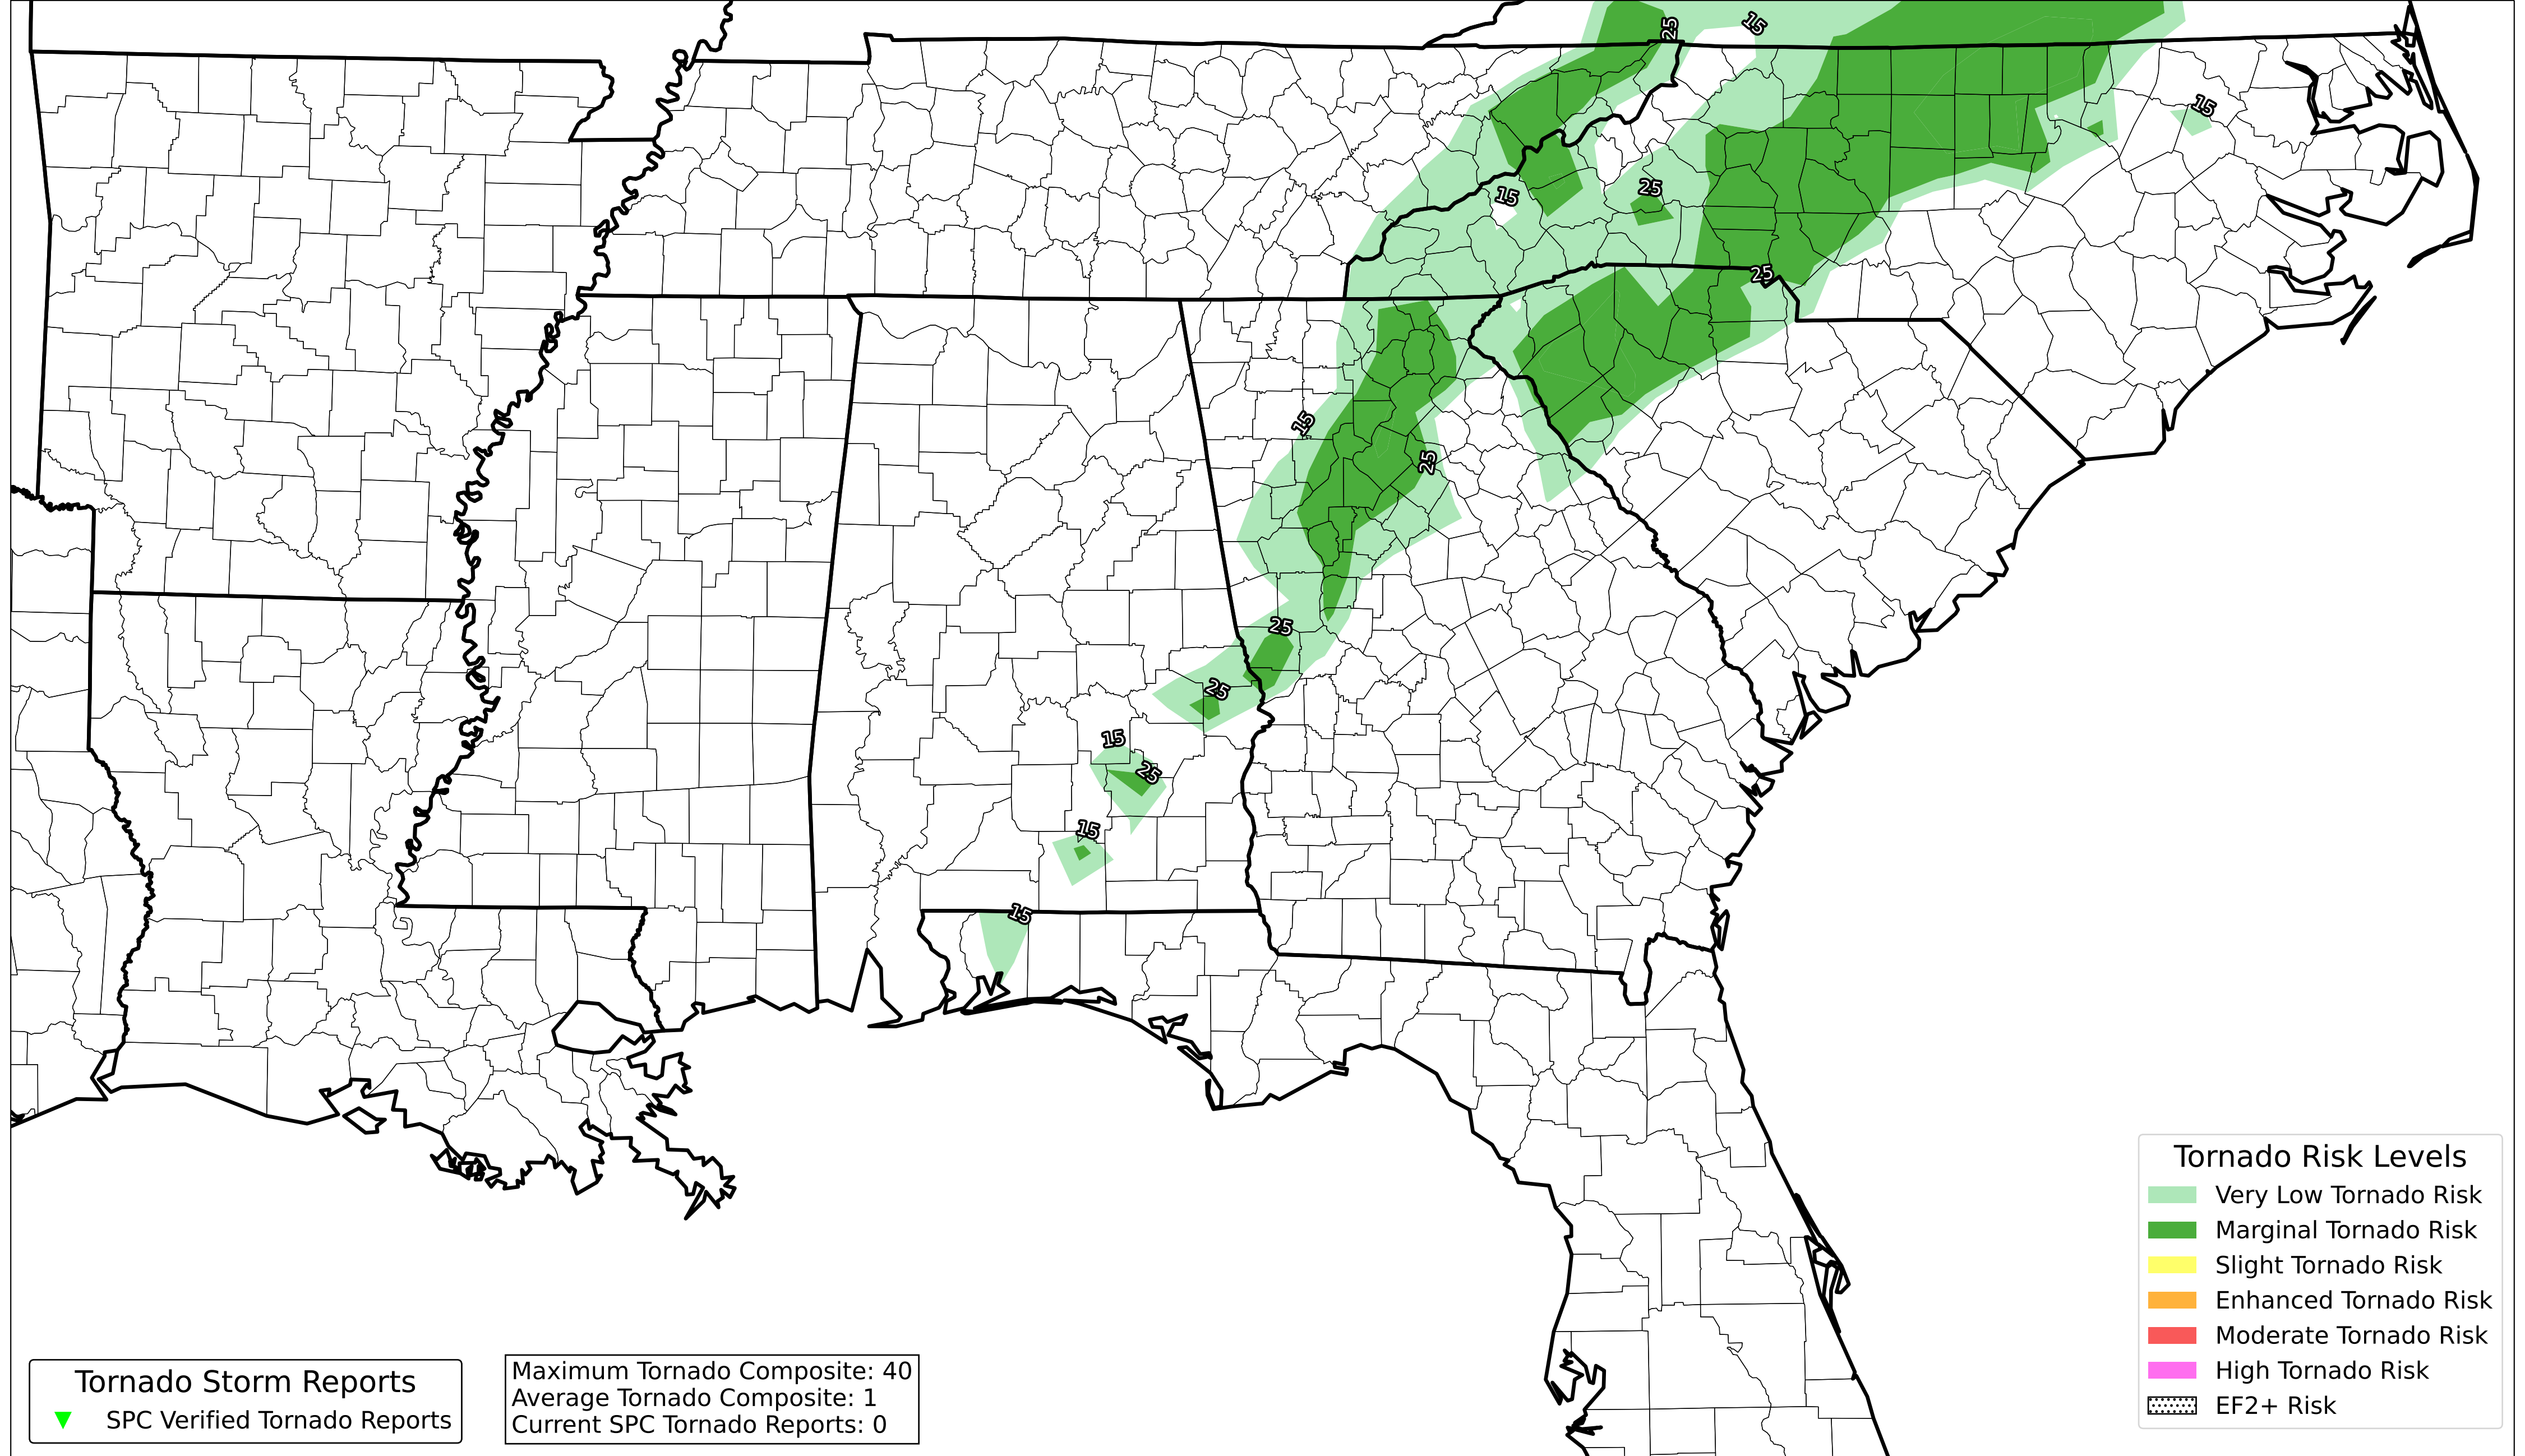 25
15
15
15
25
25
15
25
25
25
15
25
15
15
Tornado Risk Levels
Very Low Tornado Risk
Marginal Tornado Risk
Slight Tornado Risk
Enhanced Tornado Risk
Moderate Tornado Risk
High Tornado Risk
EF2+ Risk
Tornado Storm Reports
SPC Verified Tornado Reports
Maximum Tornado Composite: 40
Average Tornado Composite: 1
Current SPC Tornado Reports: 0